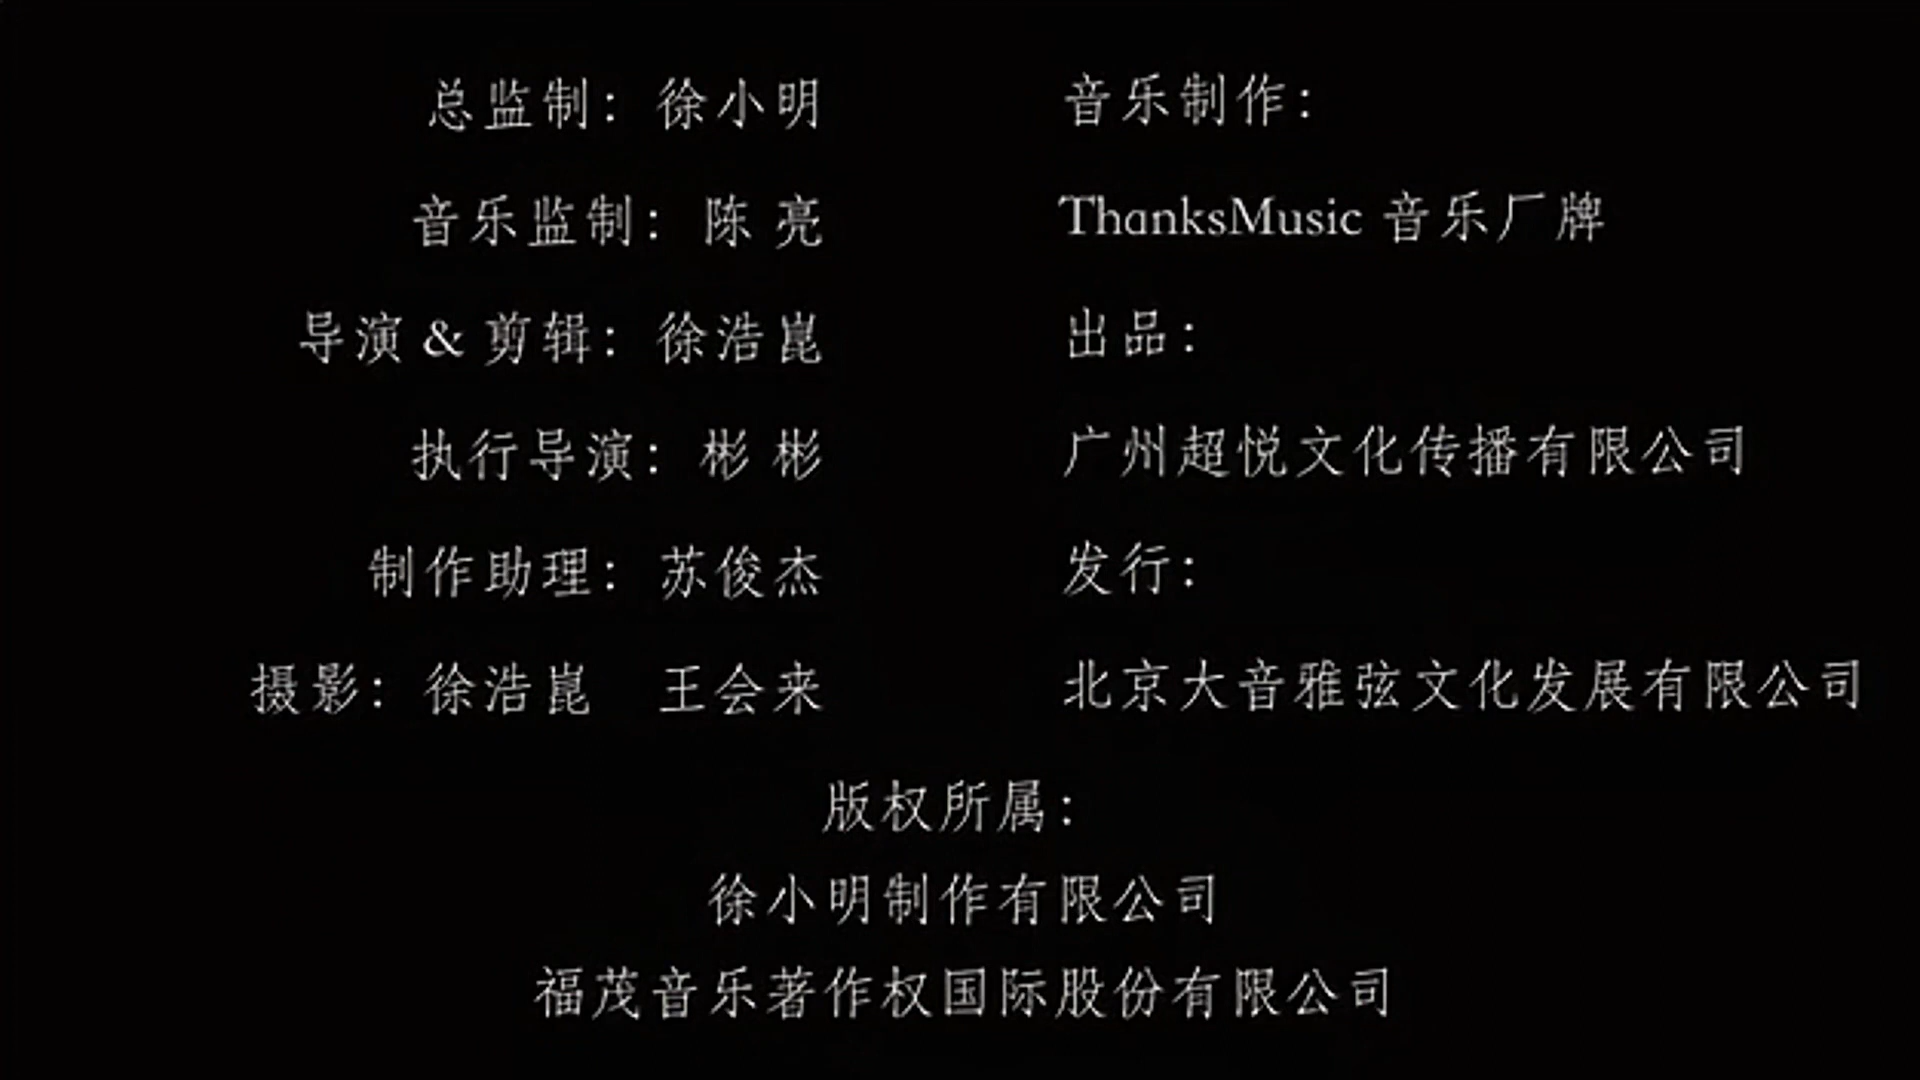 总监制：徐小明
音乐监制：陈 亮
导演 & 剪辑：徐浩崑
执行导演：彬 彬
制作助理：苏俊杰
摄影：徐浩崑 王会来
音乐制作：
ThanksMusic 音乐厂牌
出品：
广州超悦文化传播有限公司
发行：
北京大音雅弦文化发展有限公司
版权所属：
徐小明制作有限公司
福茂音乐著作权国际股份有限公司